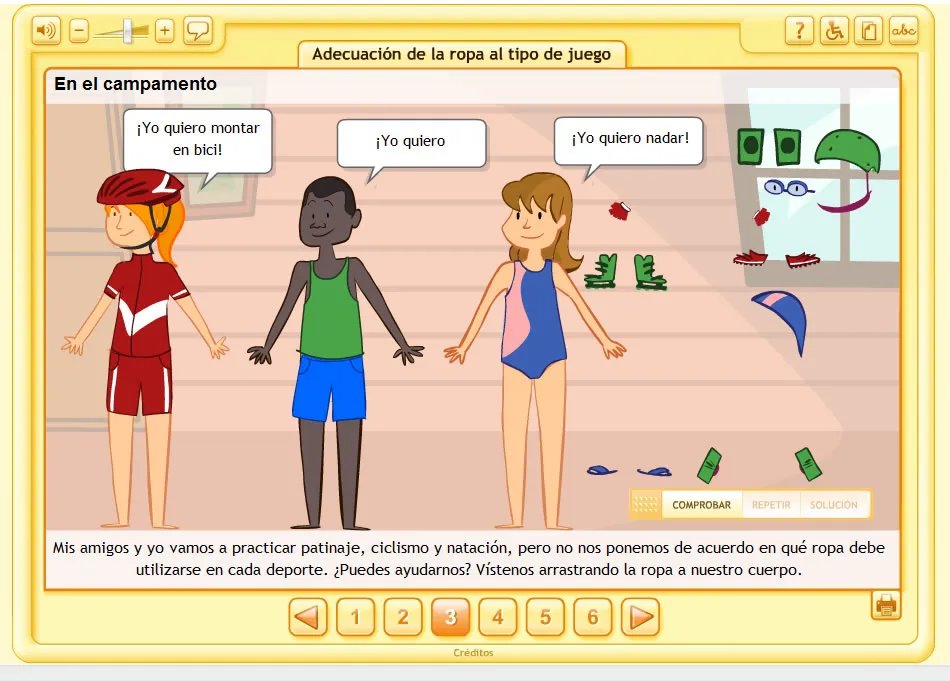 ?
abc
Adecuación de la ropa al tipo de juego
En el campamento
¡Yo quiero montar
en bici!
¡Yo quiero
¡Yo quiero nadar!
COMPROBAR
REPETIR
SOLUCIÓN
Mis amigos y yo vamos a practicar patinaje, ciclismo y natación, pero no nos ponemos de acuerdo en qué ropa debe
utilizarse en cada deporte. ¿Puedes ayudarnos? Vístenos arrastrando la ropa a nuestro cuerpo.
1 2 3 4 5 6
Créditos